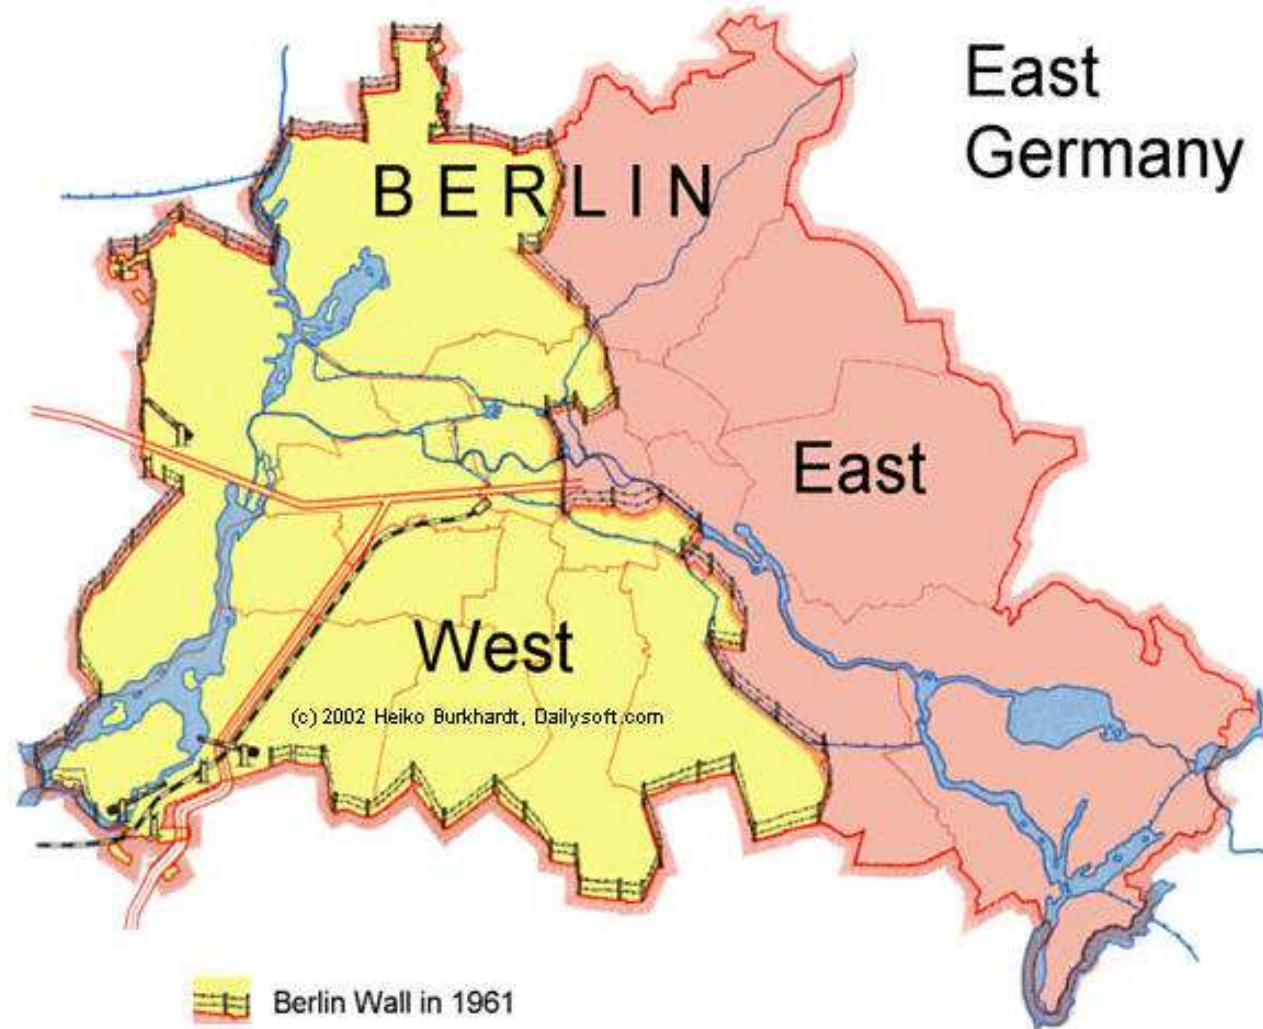 East
Germany
BERLIN
East
West
(c) 2002 Heiko Burkhardt, Dailysoft.com
Berlin Wall in 1961